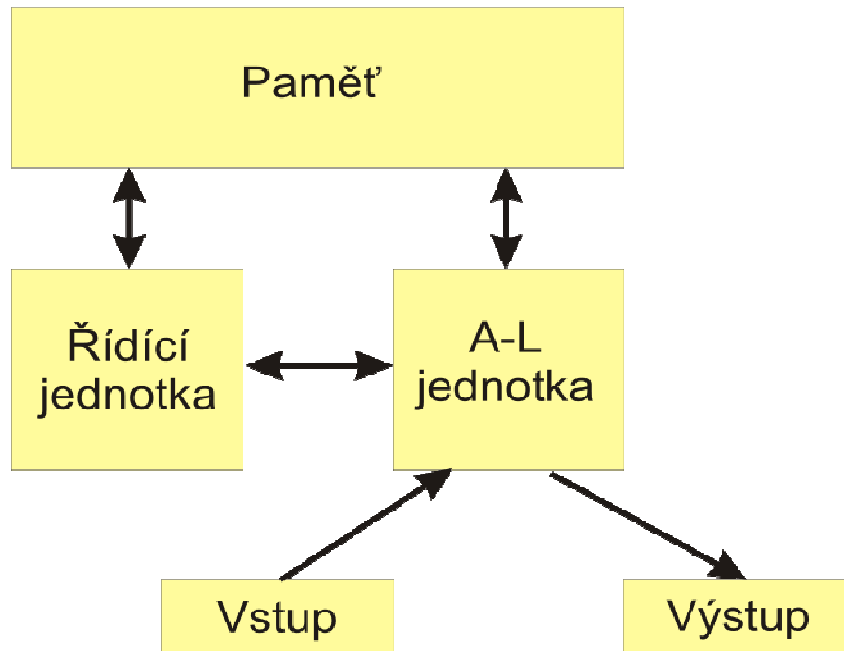 Paměť
Řídící
jednotka
A-L
jednotka
Vstup
Výstup